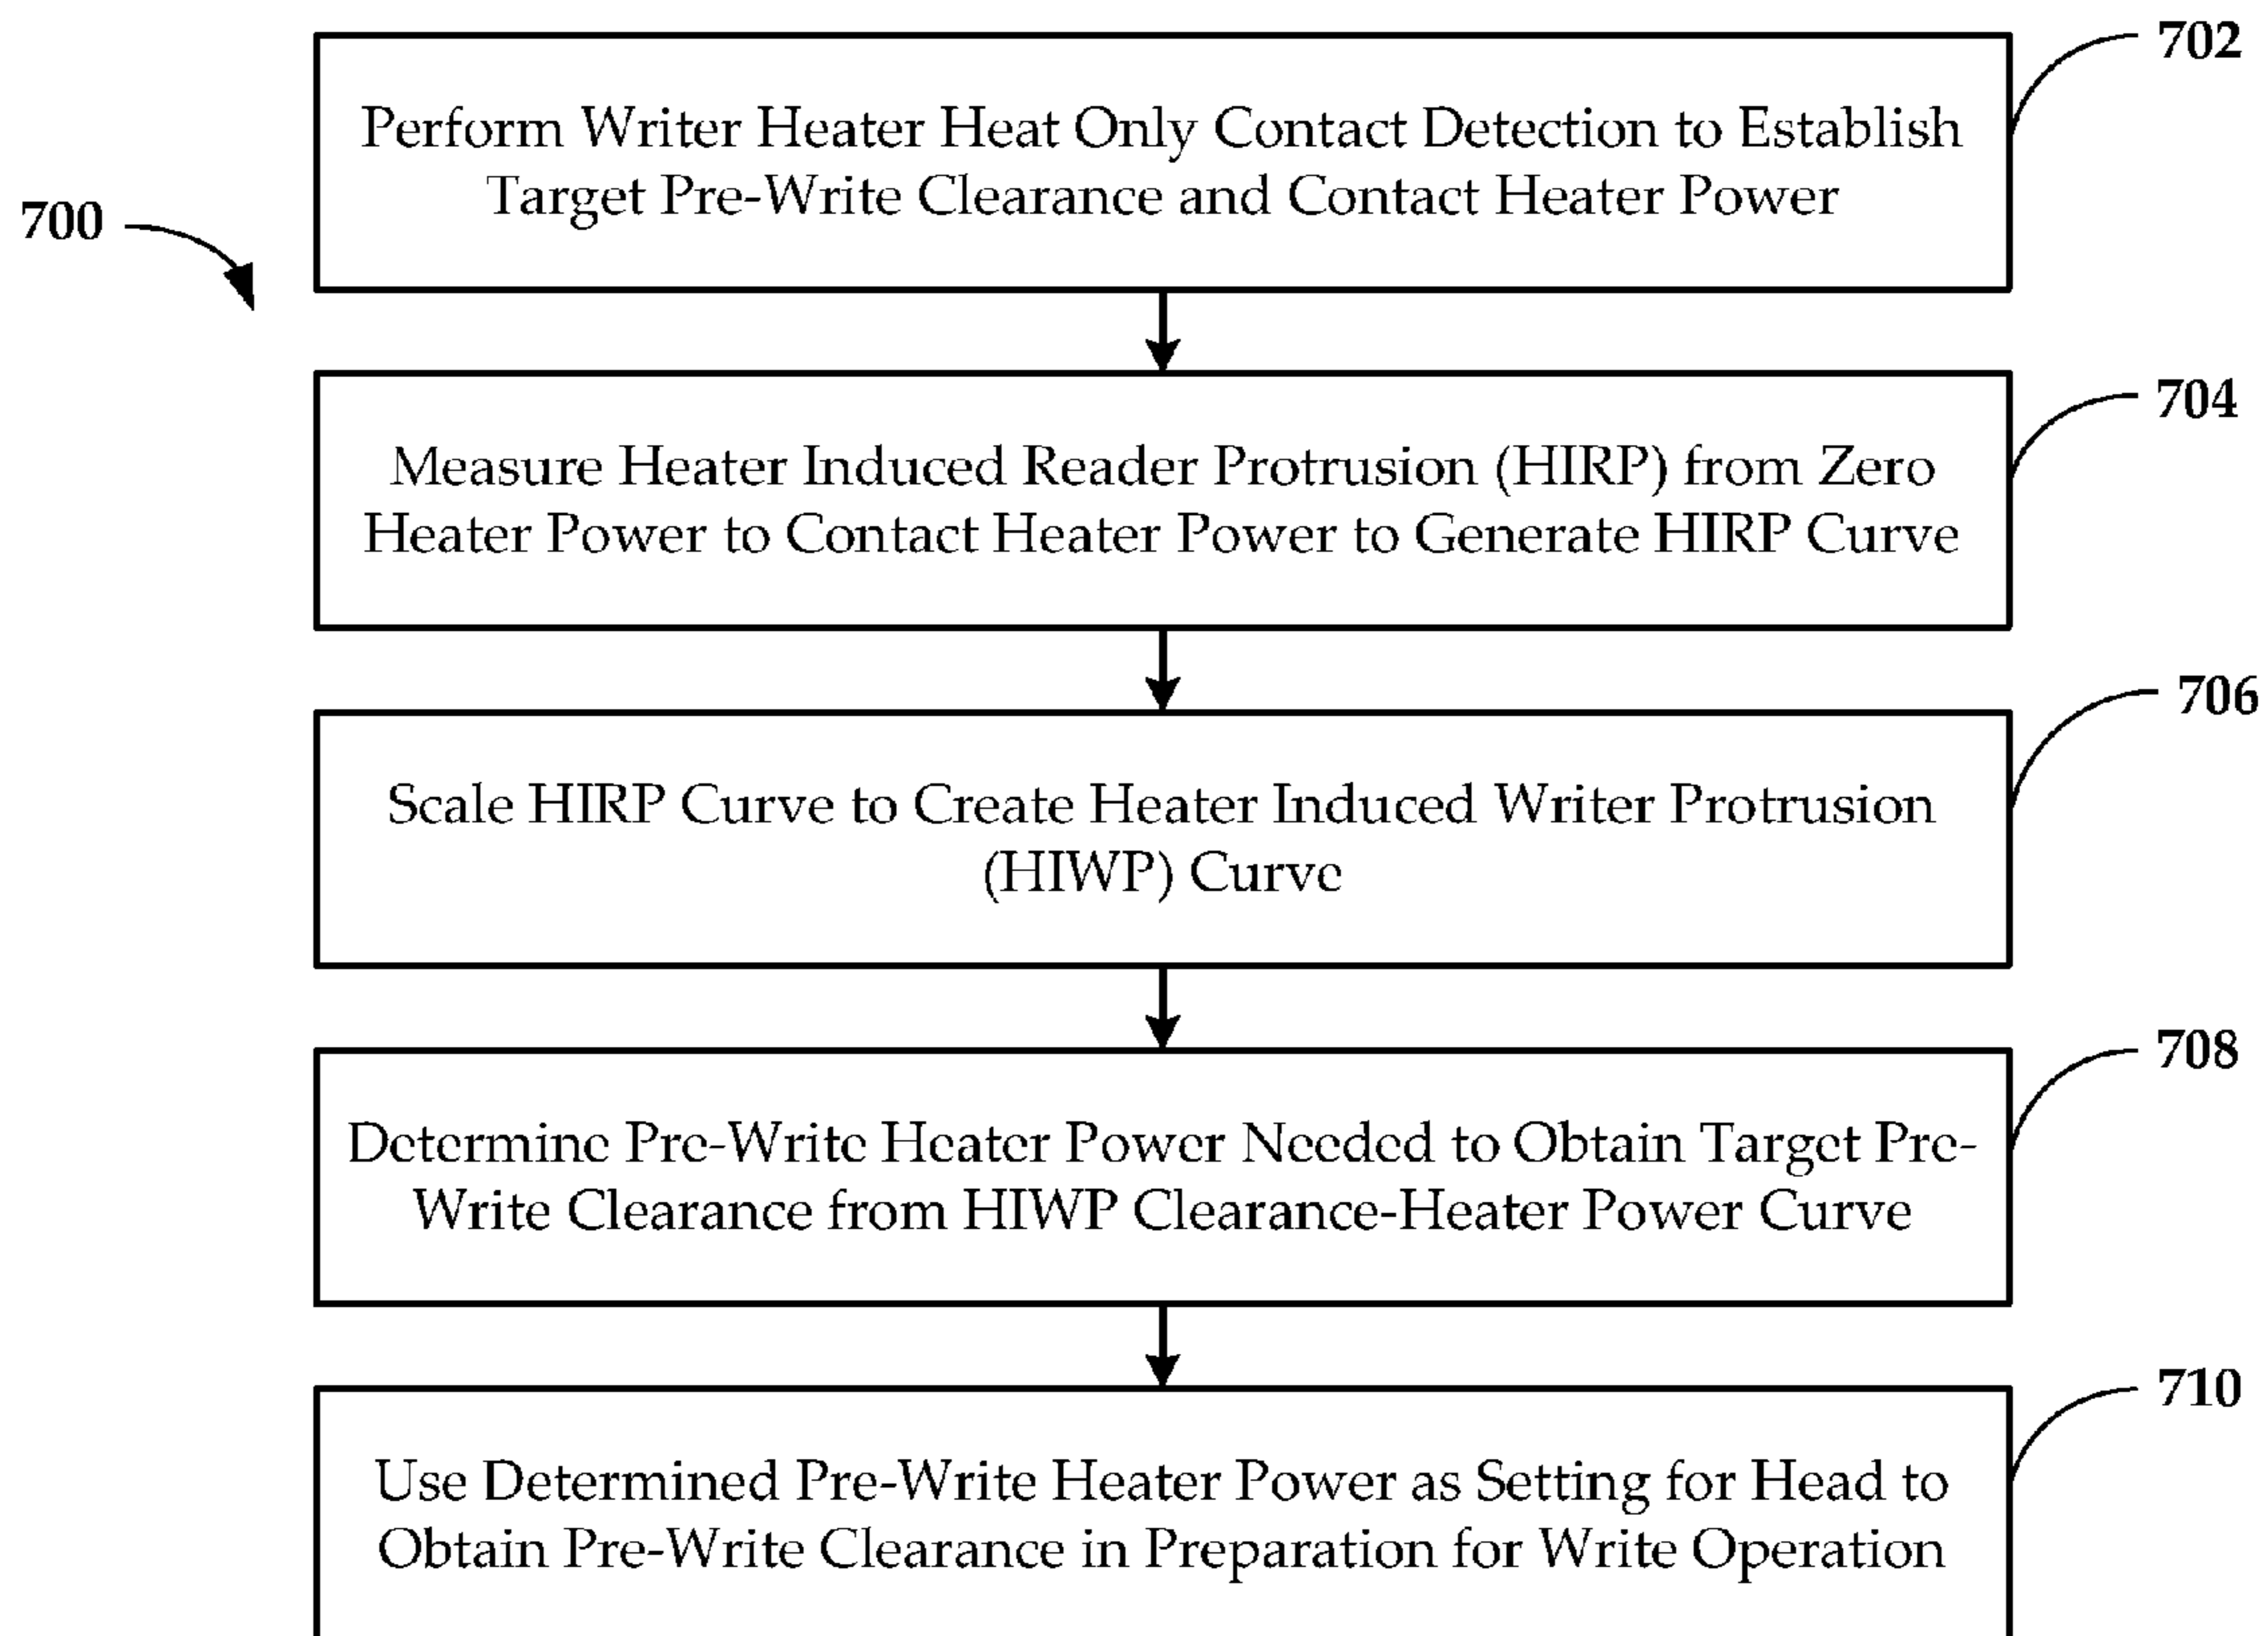 702
Perform Writer Heater Heat Only Contact Detection to Establish
Target Pre-Write Clearance and Contact Heater Power
700
704
Measure Heater Induced Reader Protrusion (HIRP) from Zero
Heater Power to Contact Heater Power to Generate HIRP Curve
706
Scale HIRP Curve to Create Heater Induced Writer Protrusion
(HIWP) Curve
708
Determine Pre-Write Heater Power Needed to Obtain Target Pre-
Write Clearance from HIWP Clearance-Heater Power Curve
710
Use Determined Pre-Write Heater Power as Setting for Head to
Obtain Pre-Write Clearance in Preparation for Write Operation